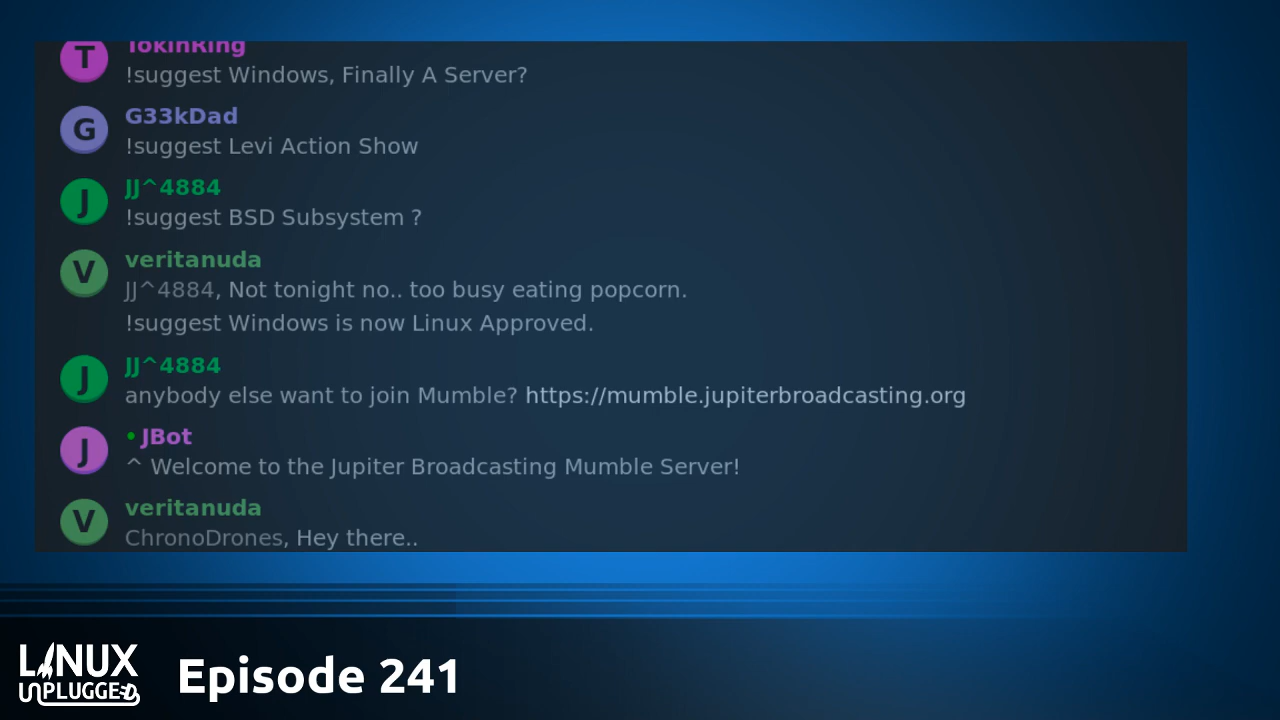 TokinRing
!suggest Windows, Finally A Server?
G33kDad
!suggest Levi Action Show
JJ^4884
!suggest BSD Subsystem ?
veritanuda
JJ^4884, Not tonight no.. too busy eating popcorn.
!suggest Windows is now Linux Approved.
JJ^4884
anybody else want to join Mumble? https://mumble.jupiterbroadcasting.org
JBot
^ Welcome to the Jupiter Broadcasting Mumble Server!
veritanuda
ChronoDrones, Hey there..
T
G
J
V
J
J
V
LINUX
UNPLUGGED
Episode 241